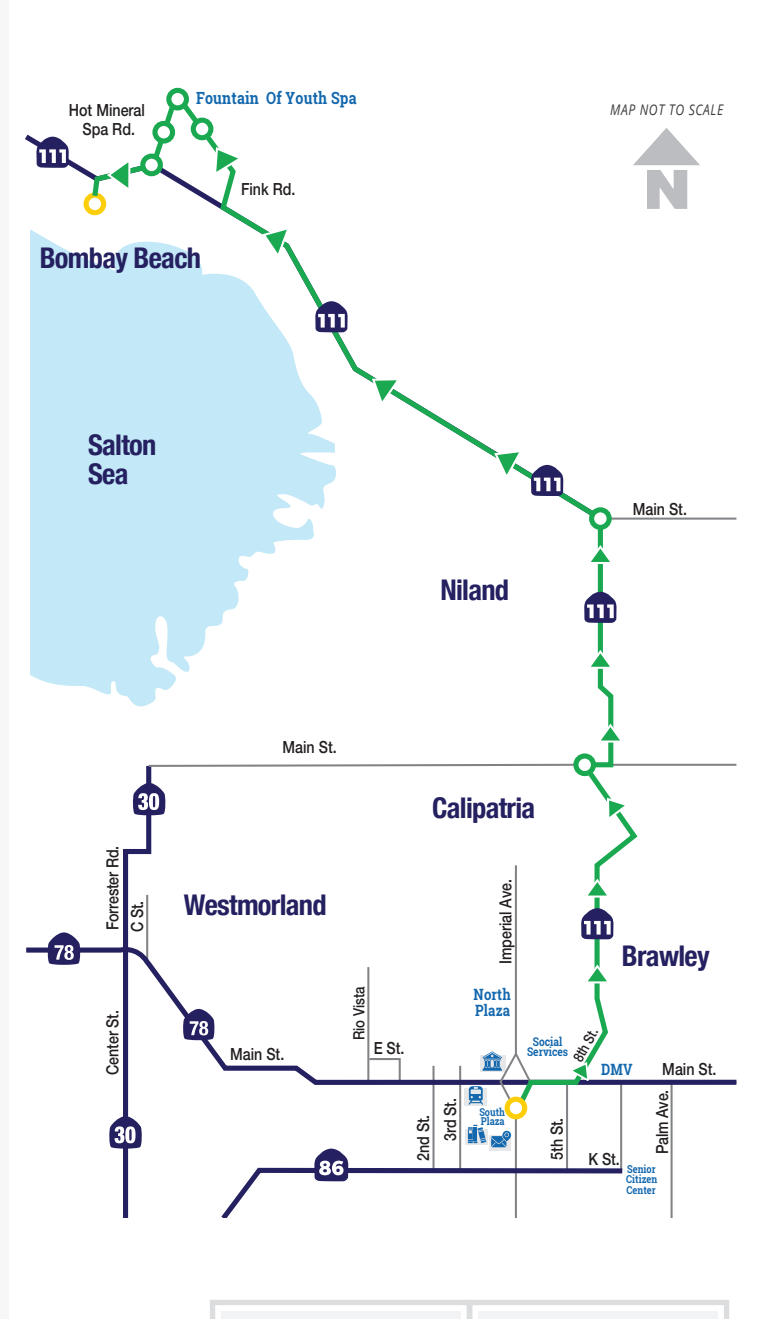 Fountain Of Youth Spa
Hot Mineral
Spa Rd.
MAP NOT TO SCALE
N
111
Fink Rd.
Bombay Beach
111
Salton
Sea
111
Main St.
Niland
111
Main St.
30
Calipatria
Forrester Rd.
C St.
Westmorland
Imperial Ave.
111
Brawley
78
North
Plaza
Rio Vista
78
Center St.
Main St.
E St.
Social
Services
8th St.
DMV
Main St.
South
Plaza
2nd St.
3rd St.
5th St.
Palm Ave.
30
86
K St.
Senior
Citizen
Center